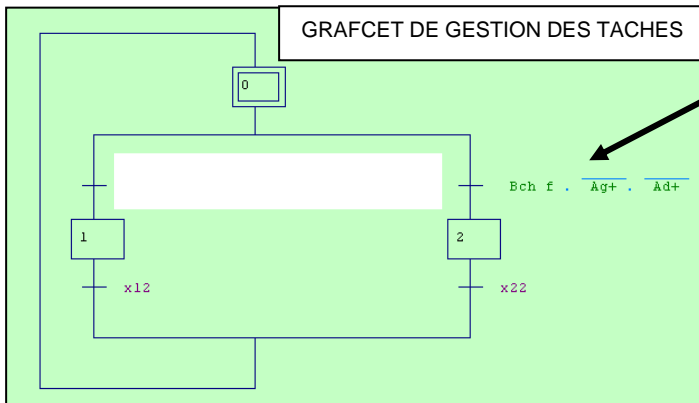 GRAFCET DE GESTION DES TACHES
0
Bch f . Ag+ . Ad+
1
2
x12
x22